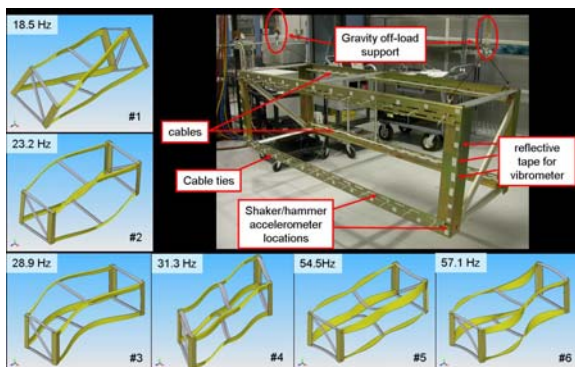 18.5 Hz
#1
Gravity off-load
support
23.2 Hz
#2
cables
Cable ties
reflective
tape for
vibrometer
Shaker/hammer
accelerometer
locations
28.9 Hz
#3
31.3 Hz
#4
54.5Hz
#5
57.1 Hz
#6